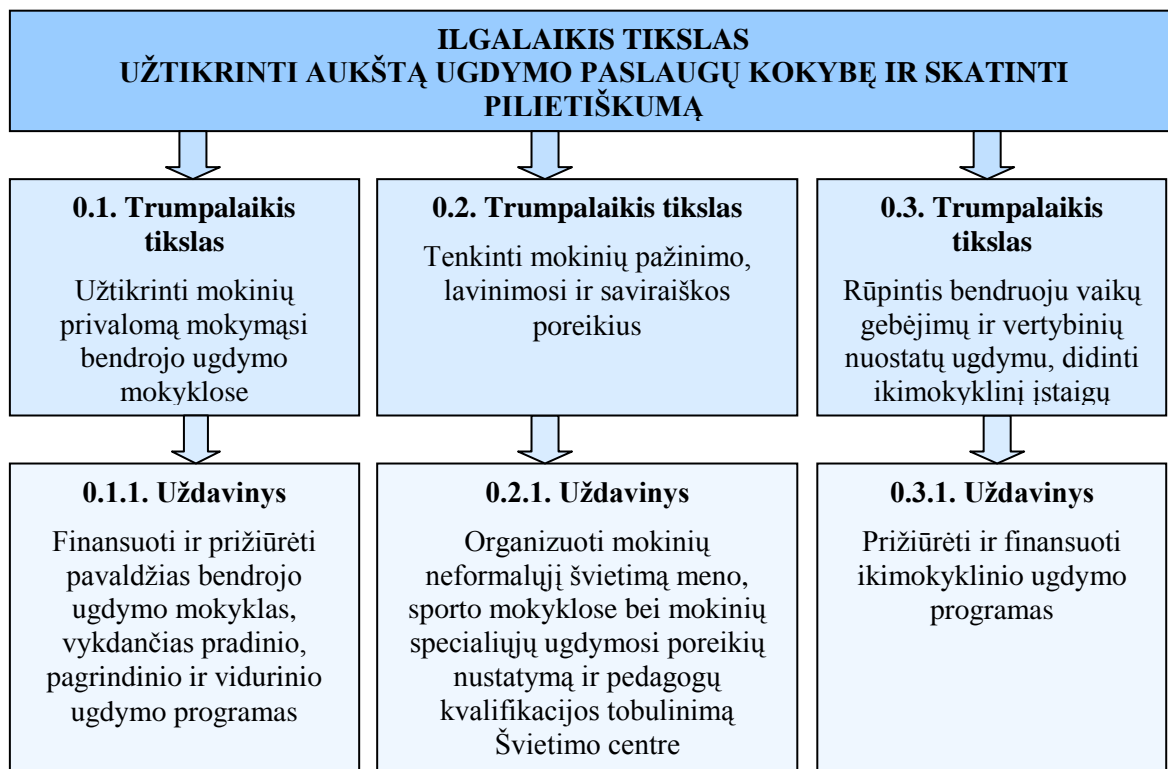 ILGALAIKIS TIKSLAS
UŽTIKRINTI AUKŠTĄ UGDYMO PASLAUGŲ KOKYBĘ IR SKATINTI
PILIETIŠKUMĄ
0.1. Trumpalaikis
tikslas
Užtikrinti mokinių
privalomą mokymąsi
bendrojo ugdymo
mokyklose
0.2. Trumpalaikis tikslas
Tenkinti mokinių pažinimo,
lavinimosi ir saviraiškos
poreikius
0.3. Trumpalaikis
tikslas
Rūpintis bendruoju vaikų
gebėjimų ir vertybinių
nuostatų ugdymu, didinti
ikimokyklinį įstaigų
0.1.1. Uždavinys
Finansuoti ir prižiūrėti
pavaldžias bendrojo
ugdymo mokyklas,
vykdančias pradinio,
pagrindinio ir vidurinio
ugdymo programas
0.2.1. Uždavinys
Organizuoti mokinių
neformalųjį švietimą meno,
sporto mokyklose bei mokinių
specialiųjų ugdymosi poreikių
nustatymą ir pedagogų
kvalifikacijos tobulinimą
Švietimo centre
0.3.1. Uždavinys
Prižiūrėti ir finansuoti
ikimokyklinio ugdymo
programas